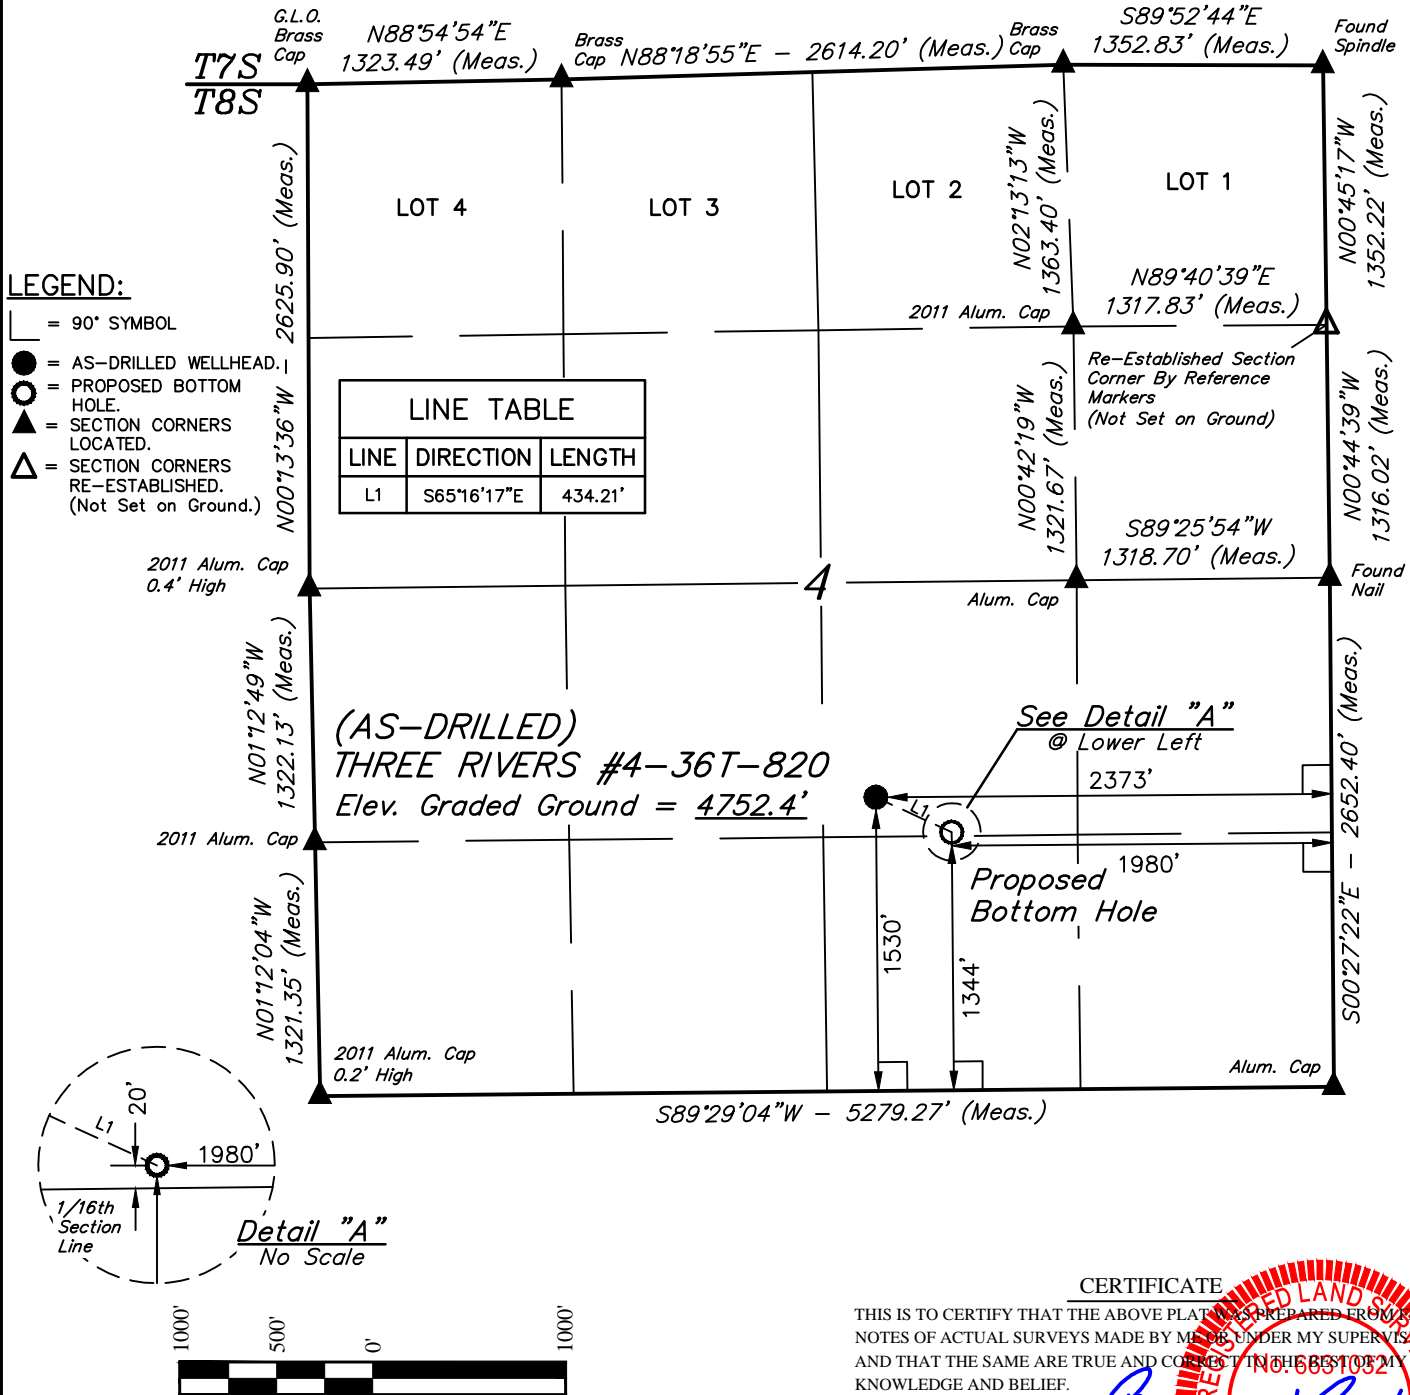 G.L.O.
Brass
Cap
N88°54'54"E
1323.49' (Meas.)
Brass
Cap
N88°18'55"E - 2614.20' (Meas.)
Brass
Cap
S89°52'44"E
1352.83' (Meas.)
Found
Spindle
T7S
T8S
N00°13'36"W - 2625.90' (Meas.)
LOT 4
LOT 3
LOT 2
LOT 1
N02°13'13"W
1363.40' (Meas.)
N00°45'17"W
1352.22' (Meas.)
N89°40'39"E
1317.83' (Meas.)
2011 Alum. Cap
Re-Established Section
Corner By Reference
Markers
(Not Set on Ground)
LEGEND:
= 90° SYMBOL
= AS-DRILLED WELLHEAD.
= PROPOSED BOTTOM
HOLE.
= SECTION CORNERS
LOCATED.
= SECTION CORNERS
RE-ESTABLISHED.
(Not Set on Ground.)
LINE TABLE
LINE DIRECTION LENGTH
L1 S65°16'17"E 434.21'
N00°42'19"W
1321.67' (Meas.)
N00°44'39"W
1316.02' (Meas.)
S89°25'54"W
1318.70' (Meas.)
2011 Alum. Cap
0.4' High
4
Alum. Cap
Found
Nail
N01°12'49"W
1322.13' (Meas.)
(AS-DRILLED)
THREE RIVERS #4-36T-820
Elev. Graded Ground = 4752.4'
See Detail "A"
@ Lower Left
2373'
L1
1980'
Proposed
Bottom Hole
S00°27'22"E - 2652.40' (Meas.)
2011 Alum. Cap
N01°12'04"W
1321.35' (Meas.)
1530'
1344'
2011 Alum. Cap
0.2' High
Alum. Cap
S89°29'04"W - 5279.27' (Meas.)
20'
L1
1980'
1/16th
Section
Line
Detail "A"
No Scale
1000'
500'
0'
1000'
CERTIFICATE
THIS IS TO CERTIFY THAT THE ABOVE PLAT WAS PREPARED FROM
NOTES OF ACTUAL SURVEYS MADE BY ME OR UNDER MY
AND THAT THE SAME ARE TRUE AND CORRECT TO THE BEST OF MY
KNOWLEDGE AND BELIEF.
REGISTERED LAND
No. 6631032